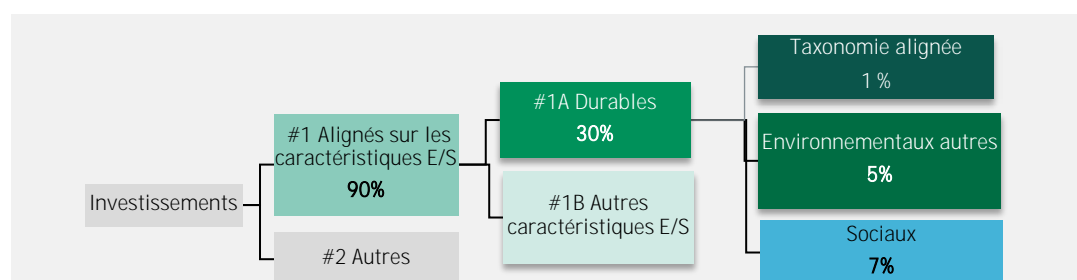 Investissements
#1 Alignés sur les
caractéristiques E/S
90%
#2 Autres
#1A Durables
30%
#1B Autres
caractéristiques E/S
Taxonomie alignée
1 %
Environnementaux autres
5%
Sociaux
7%